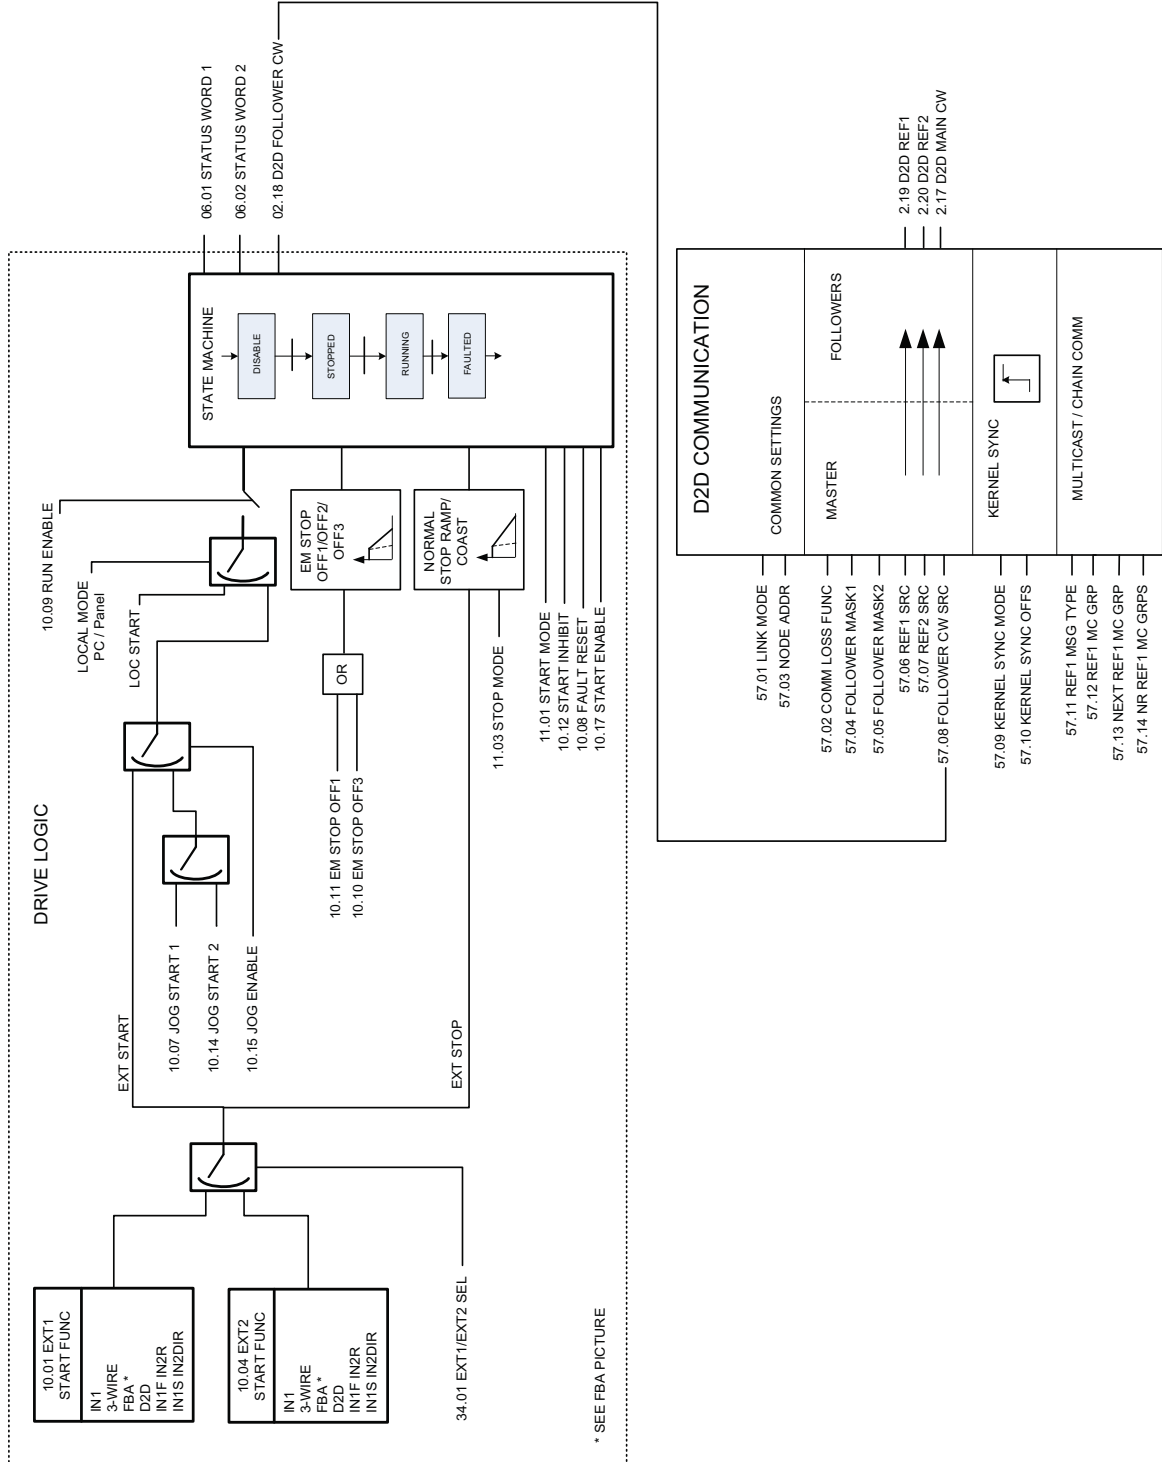 DRIVE LOGIC
10.01 EXT1
START FUNC
IN1
3-WIRE
FBA *
D2D
IN1F IN2R
IN1S IN2DIR
10.04 EXT2
START FUNC
IN1
3-WIRE
FBA *
D2D
IN1F IN2R
IN1S IN2DIR
34.01 EXT1/EXT2 SEL
* SEE FBA PICTURE
EXT START
10.07 JOG START 1
10.14 JOG START 2
10.15 JOG ENABLE
EXT STOP
10.09 RUN ENABLE
LOCAL MODE
PC / Panel
LOC START
OR
10.11 EM STOP OFF1
10.10 EM STOP OFF3
EM STOP
OFF1/OFF2/
OFF3
NORMAL
STOP RAMP/
COAST
11.03 STOP MODE
11.01 START MODE
10.12 START INHIBIT
10.08 FAULT RESET
10.17 START ENABLE
STATE MACHINE
DISABLE
STOPPED
RUNNING
FAULTED
06.01 STATUS WORD 1
06.02 STATUS WORD 2
02.18 D2D FOLLOWER CW
D2D COMMUNICATION
COMMON SETTINGS
MASTER
FOLLOWERS
KERNEL SYNC
MULTICAST / CHAIN COMM
57.01 LINK MODE
57.03 NODE ADDR
57.02 COMM LOSS FUNC
57.04 FOLLOWER MASK1
57.05 FOLLOWER MASK2
57.06 REF1 SRC
57.07 REF2 SRC
57.08 FOLLOWER CW SRC
57.09 KERNEL SYNC MODE
57.10 KERNEL SYNC OFFS
57.11 REF1 MSG TYPE
57.12 REF1 MC GRP
57.13 NEXT REF1 MC GRP
57.14 NR REF1 MC GRPS
2.19 D2D REF1
2.20 D2D REF2
2.17 D2D MAIN CW